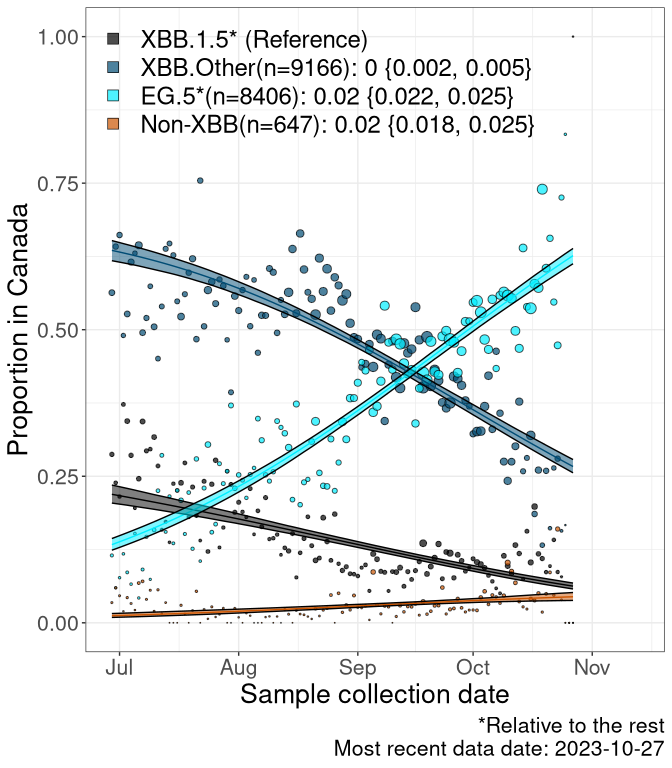 1.00
0.75
0.50
0.25
0.00
Proportion in Canada
XBB.1.5* (Reference)
XBB.Other(n=9166): 0 {0.002, 0.005}
EG.5*(n=8406): 0.02 {0.022, 0.025}
Non-XBB(n=647): 0.02 {0.018, 0.025}
Jul Aug Sep Oct Nov
Sample collection date
*Relative to the rest
Most recent data date: 2023-10-27